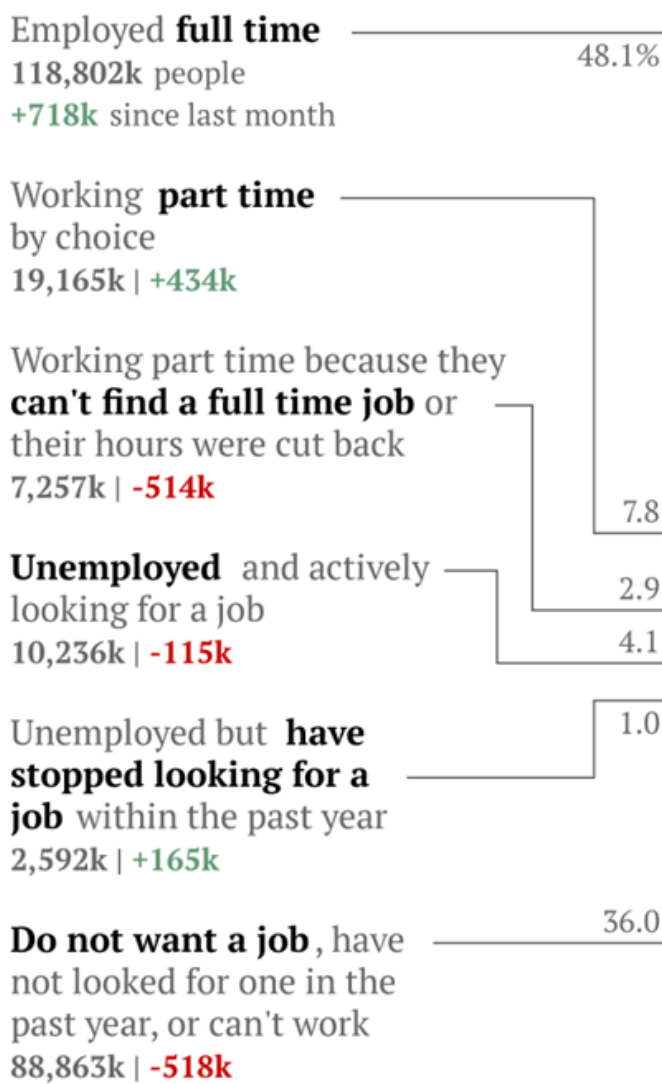 Employed full time
48.1%
118,802k people
+718k since last month
Working part time
by choice
19,165k | +434k
Working part time because they
can't find a full time job or
their hours were cut back
7,257k | -514k
7.8
Unemployed and actively
looking for a job
10,236k | -115k
2.9
4.1
Unemployed but have
stopped looking for a
job within the past year
2,592k | +165k
1.0
Do not want a job, have
not looked for one in the
past year, or can't work
88,863k | -518k
36.0